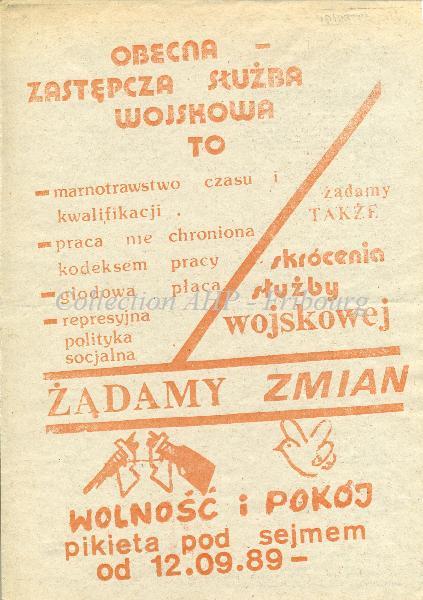 OBECNA –
ZASTĘPCZA SŁUŻBA
WOJSKOWA
TO
– marnotrawstwo czasu i
kwalifikacji .
– praca nie chroniona
kodeksem pracy
– głodowa płaca
– represyjna
polityka
socjalna
żądamy
TAKŻE
skrócenia
służby
wojskowej
ŻĄDAMY ZMIAN
WOLNOŚĆ i POKÓJ
pikieta pod sejmem
od 12.09.89 –
Collection AHP - Fribourg